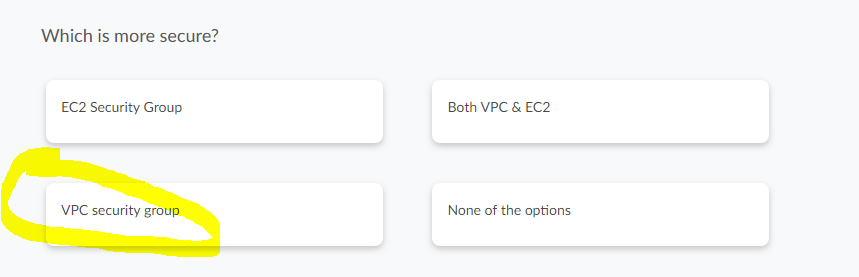 Which is more secure?
EC2 Security Group
Both VPC & EC2
VPC security group
None of the options